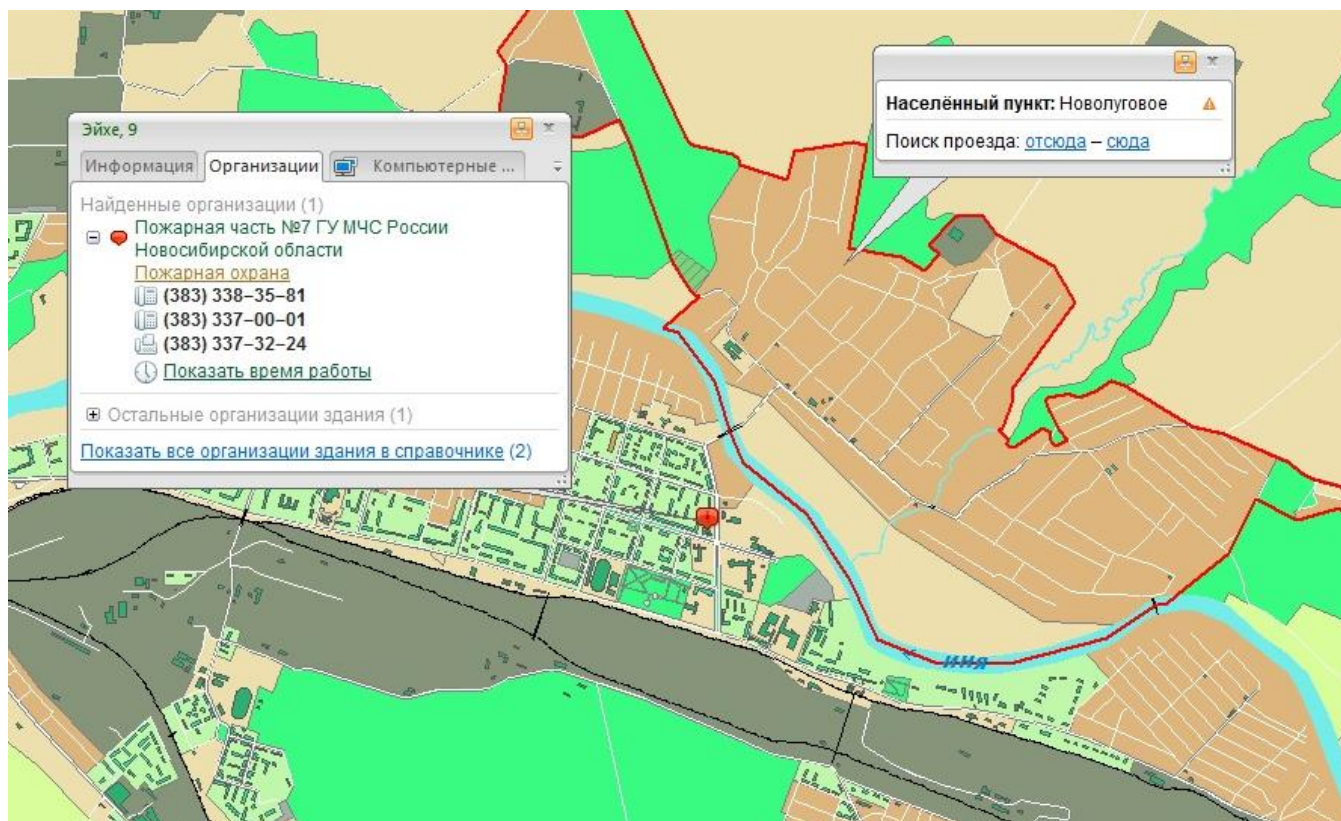 Эйхе, 9
Информация Организации Компьютерные ...
Найденные организации (1)
Пожарная часть №7 ГУ МЧС России
Новосибирской области
Пожарная охрана
(383) 338–35–81
(383) 337–00–01
(383) 337–32–24
Показать время работы
Остальные организации здания (1)
Показать все организации здания в справочнике (2)
Населённый пункт: Новолуговое
Поиск проезда: отсюда – сюда
ИНЯ